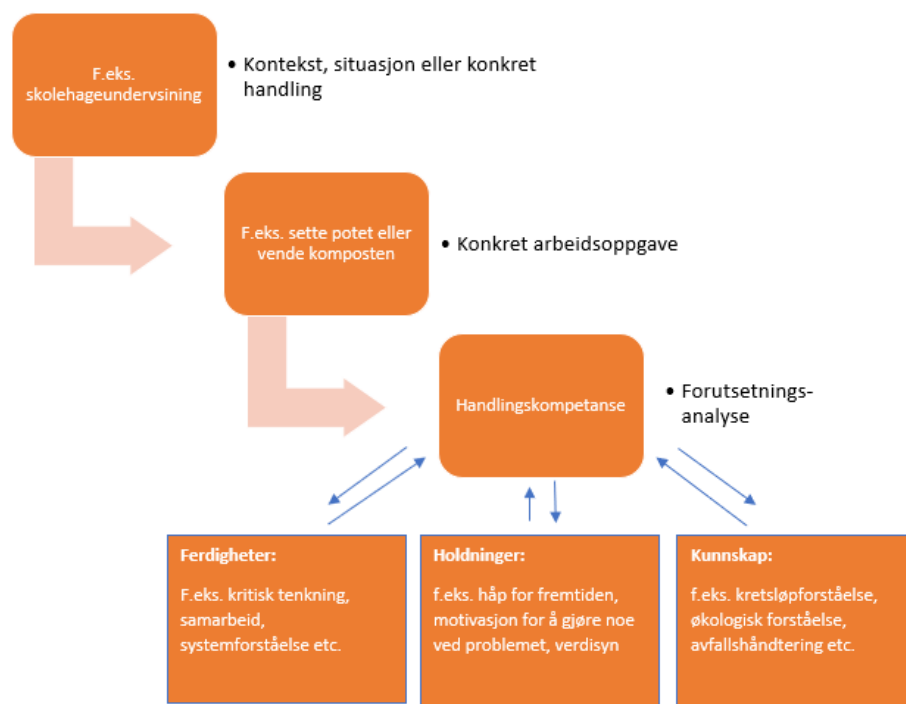 F.eks.
skolehageundervsining
• Kontekst, situasjon eller konkret
handling
F.eks. sette potet eller
vende komposten
• Konkret arbeidsoppgave
Handlingskompetanse
• Forutsetnings-
analyse
Ferdigheter:
F.eks. kritisk tenkning,
samarbeid,
systemforståelse etc.
Holdninger:
f.eks. håp for fremtiden,
motivasjon for å gjøre noe
ved problemet, verdisyn
Kunnskap:
f.eks. kretsløpforståelse,
økologisk forståelse,
avfallshåndtering etc.